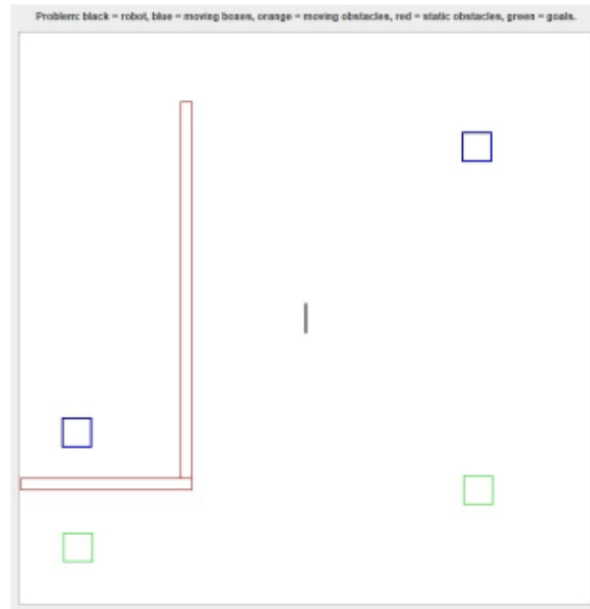 Problem: black = robot, blue = moving boxes, orange = moving obstacles, red = static obstacles, green = goals.